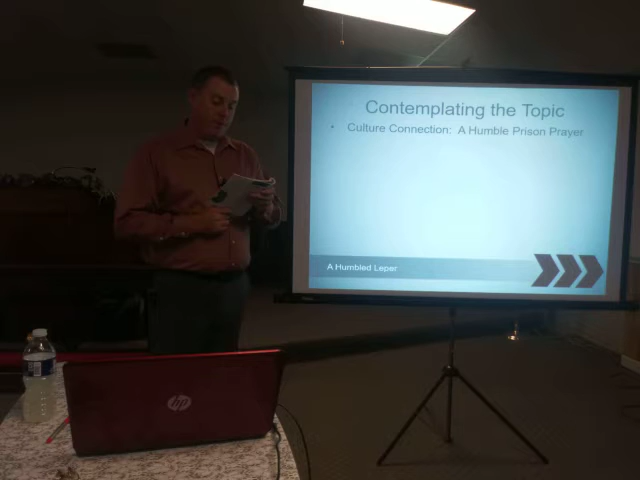 Contemplating the Topic
• Culture Connection: A Humble Prison Prayer
A Humbled Leper
hp